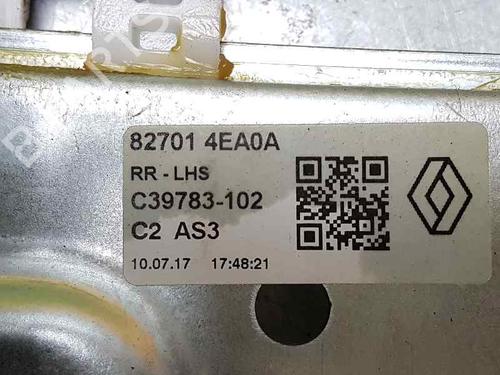 82701 4EA0A
RR - LHS
C39783-102
C2 AS3
10.07.17 17:48:21